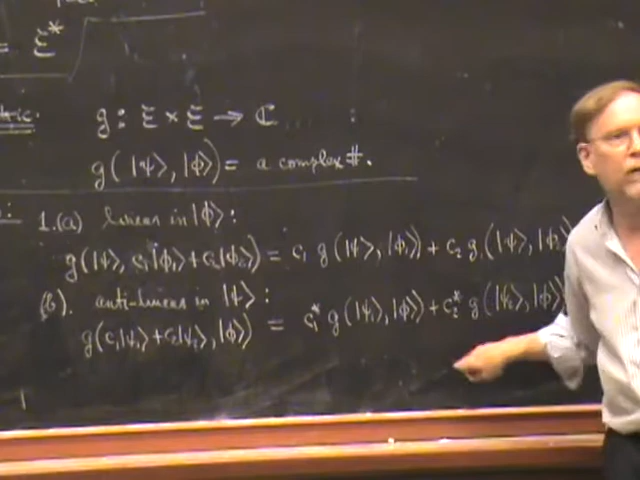 = ℰ*
g : ℰ × ℰ → ℂ
g(|ψ⟩, |ϕ⟩) = a complex #.
1.(a) linear in |ϕ⟩:
g(|ψ⟩, c₁|ϕ₁⟩ + c₂|ϕ₂⟩) = c₁ g(|ψ⟩, |ϕ₁⟩) + c₂ g(|ψ⟩, |ϕ₂
(b). anti-linear in |ψ⟩:
g(c₁|ψ₁⟩ + c₂|ψ₂⟩, |ϕ⟩) = c₁* g(|ψ₁⟩, |ϕ⟩) + c₂* g(|ψ₂⟩, |ϕ⟩)